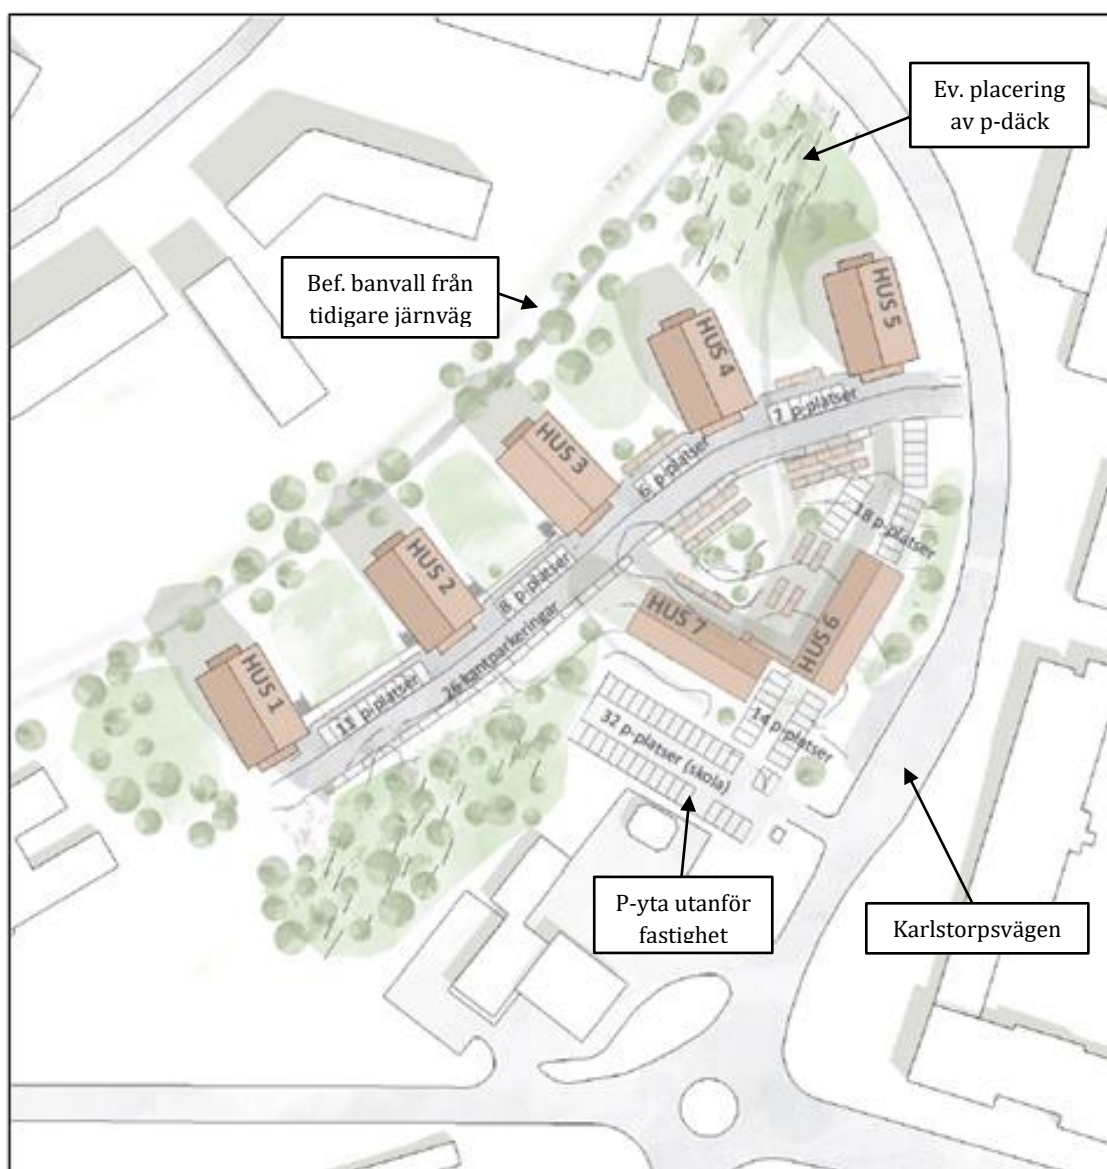 Ev. placering
av p-däck
Bef. banvall från
tidigare järnväg
HUS 5
HUS 4
7 p-platser
HUS 3
6 p-platser
18 p-platser
HUS 2
8 p-platser
HUS 7
HUS 6
26 kantparkeringar
HUS 1
11 p-platser
32 p-platser (skola)
14 p-platser
P-yta utanför
fastighet
Karlstorpsvägen